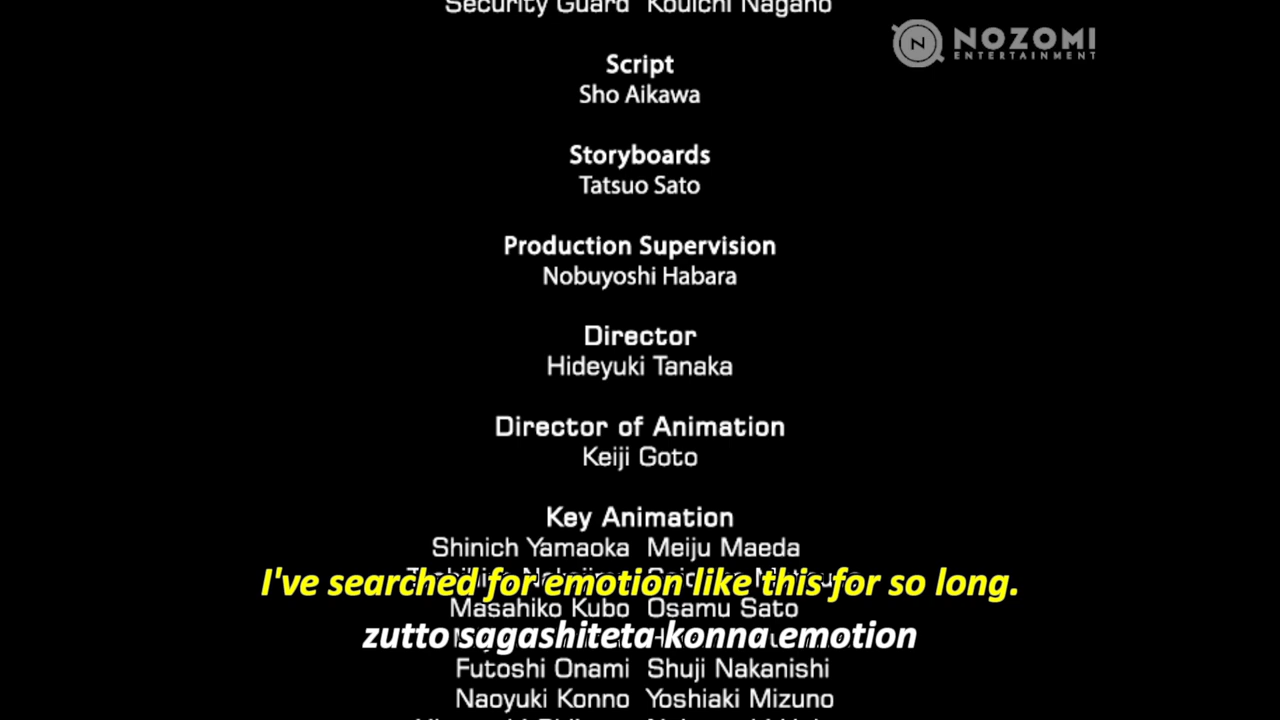 Security Guard Kouichi Nagano
NOZOMI
ENTERTAINMENT
Script
Sho Aikawa
Storyboards
Tatsuo Sato
Production Supervision
Nobuyoshi Habara
Director
Hideyuki Tanaka
Director of Animation
Keiji Goto
Key Animation
Shinich Yamaoka Meiju Maeda
I've searched for emotion like this for so long.
Masahiko Kubo Osamu Sato
zutto sagashiteta konna emotion
Futoshi Onami Shuji Nakanishi
Naoyuki Konno Yoshiaki Mizuno